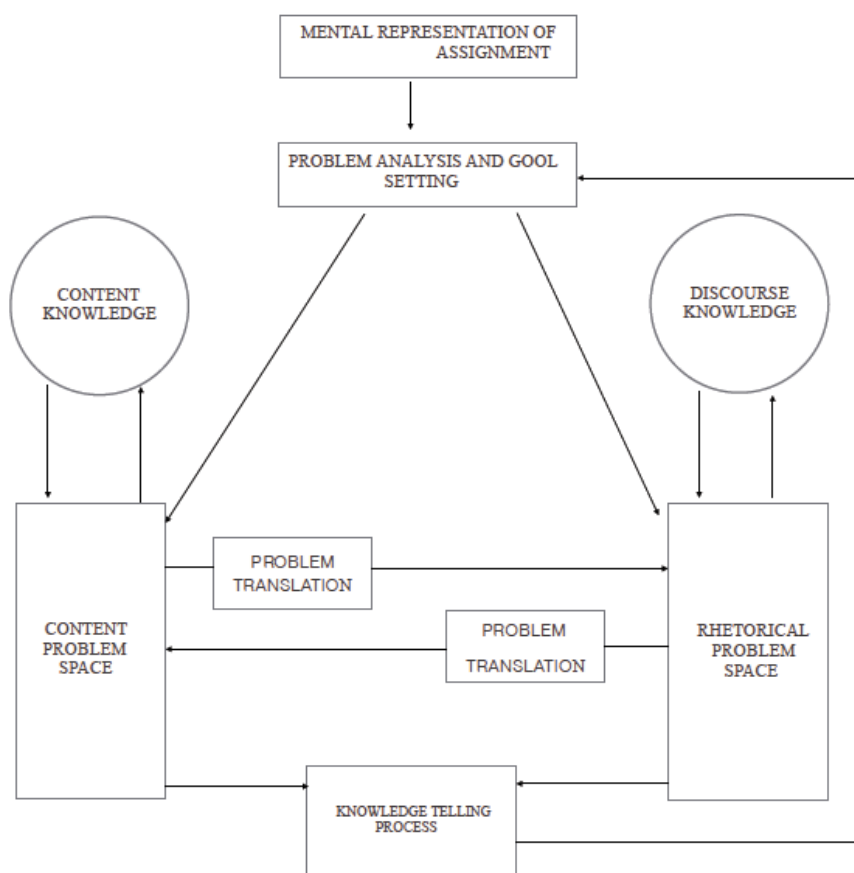 MENTAL REPRESENTATION OF
ASSIGNMENT
PROBLEM ANALYSIS AND GOOL
SETTING
CONTENT
KNOWLEDGE
DISCOURSE
KNOWLEDGE
PROBLEM
TRANSLATION
PROBLEM
TRANSLATION
CONTENT
PROBLEM
SPACE
RHETORICAL
PROBLEM
SPACE
KNOWLEDGE TELLING
PROCESS